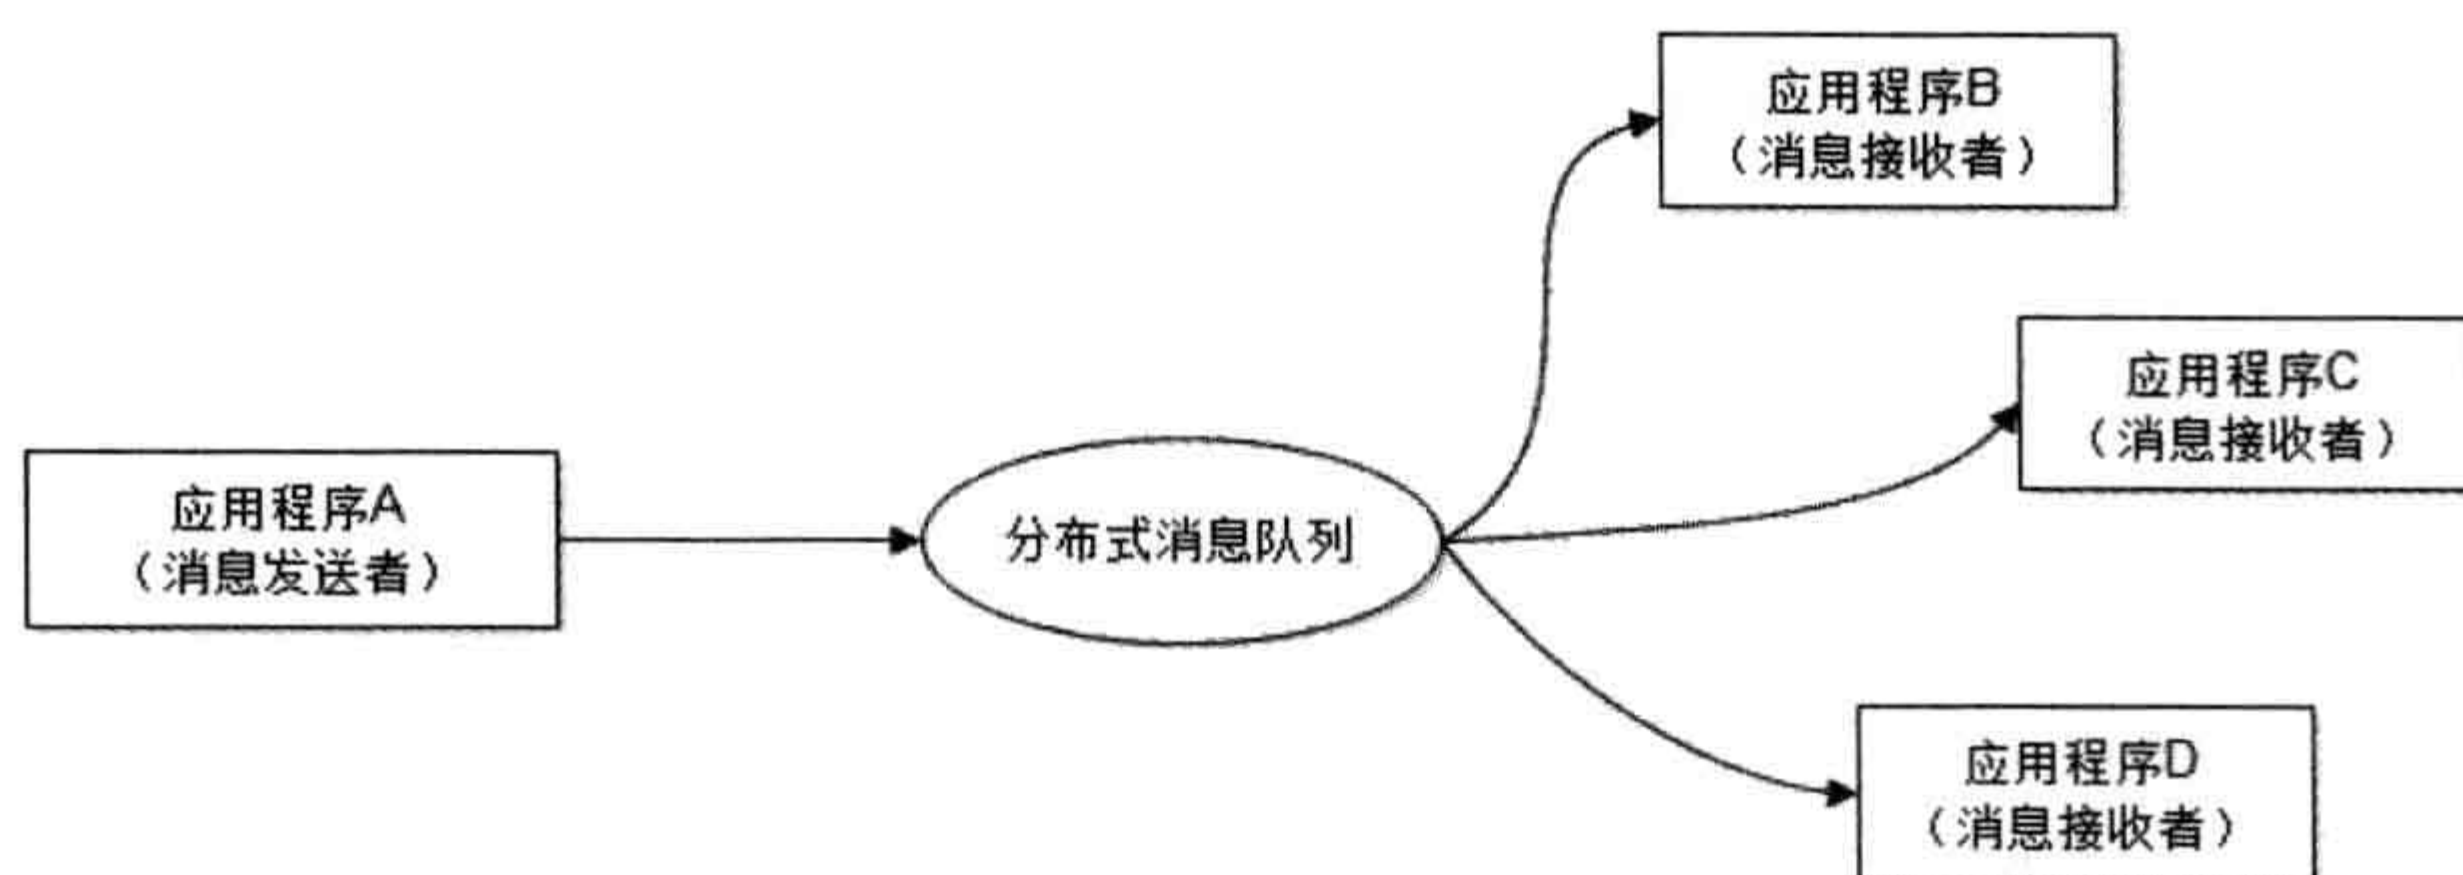 应用程序B
（消息接收者）
应用程序C
（消息接收者）
应用程序A
（消息发送者）
分布式消息队列
应用程序D
（消息接收者）